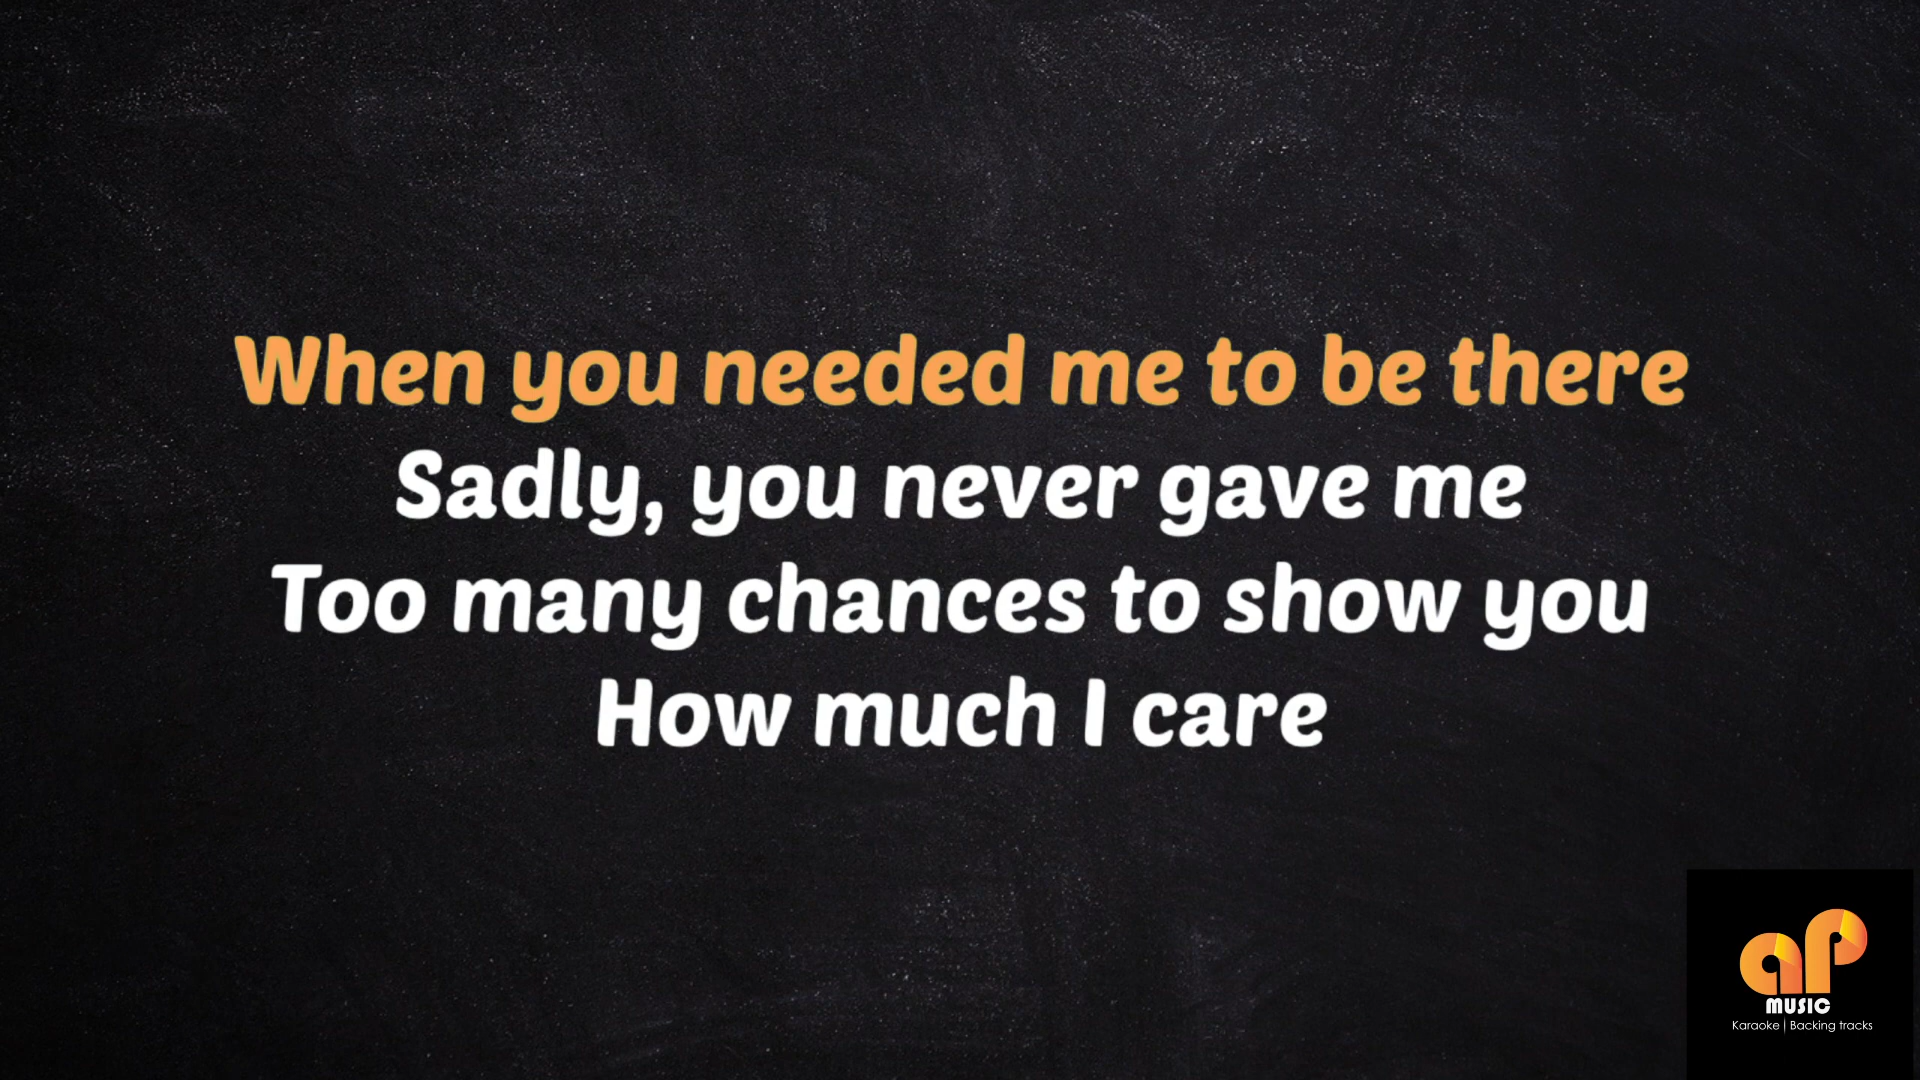 When you needed me to be there
Sadly, you never gave me
Too many chances to show you
How much I care
aP
MUSIC
Karaoke | Backing tracks